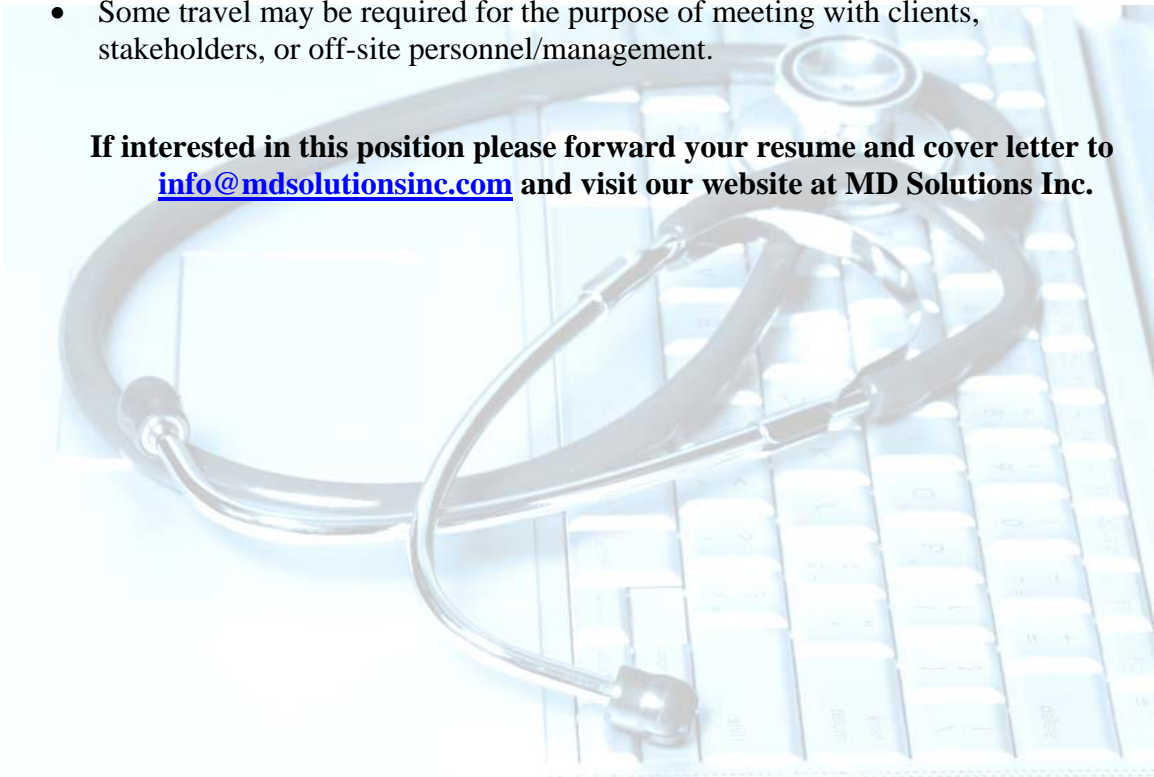 • Some travel may be required for the purpose of meeting with clients,
stakeholders, or off-site personnel/management.
If interested in this position please forward your resume and cover letter to
info@mdsolutionsinc.com and visit our website at MD Solutions Inc.